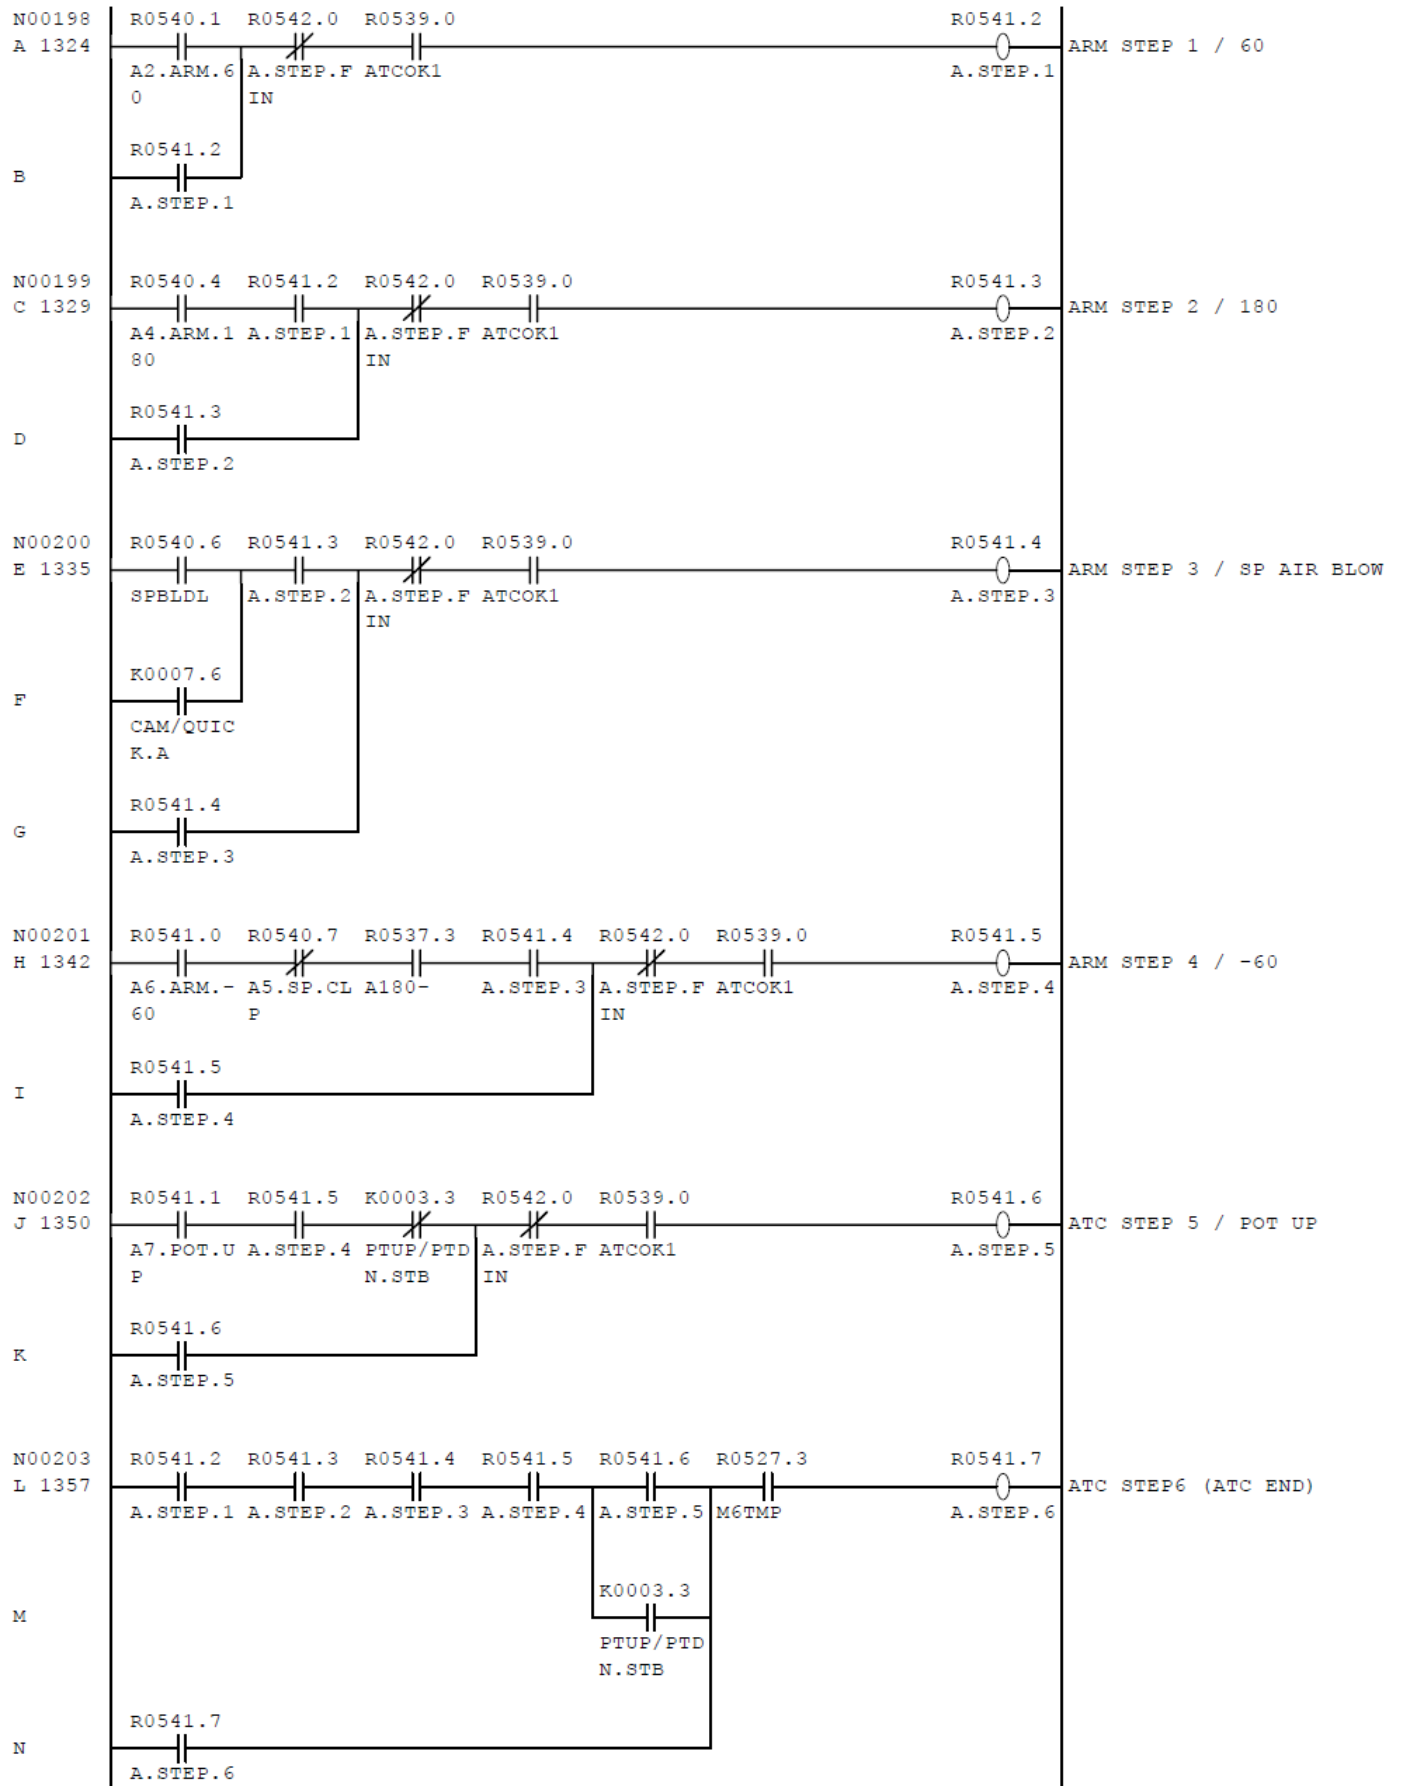 N00198 R0540.1 R0542.0 R0539.0 R0541.2
A 1324 ARM STEP 1 / 60
A2.ARM.6 A.STEP.F ATCOK1 A.STEP.1
0 IN
R0541.2
B
A.STEP.1
N00199 R0540.4 R0541.2 R0542.0 R0539.0 R0541.3
C 1329 ARM STEP 2 / 180
A4.ARM.1 A.STEP.1 A.STEP.F ATCOK1 A.STEP.2
80 IN
R0541.3
D
A.STEP.2
N00200 R0540.6 R0541.3 R0542.0 R0539.0 R0541.4
E 1335 ARM STEP 3 / SP AIR BLOW
SPBLDL A.STEP.2 A.STEP.F ATCOK1 A.STEP.3
IN
K0007.6
F
CAM/QUIC
K.A
R0541.4
G
A.STEP.3
N00201 R0541.0 R0540.7 R0537.3 R0541.4 R0542.0 R0539.0 R0541.5
H 1342 ARM STEP 4 / -60
A6.ARM.- A5.SP.CL A180- A.STEP.3 A.STEP.F ATCOK1 A.STEP.4
60 P IN
R0541.5
I
A.STEP.4
N00202 R0541.1 R0541.5 K0003.3 R0542.0 R0539.0 R0541.6
J 1350 ATC STEP 5 / POT UP
A7.POT.U A.STEP.4 PTUP/PTD A.STEP.F ATCOK1 A.STEP.5
P N.STB IN
R0541.6
K
A.STEP.5
N00203 R0541.2 R0541.3 R0541.4 R0541.5 R0541.6 R0527.3 R0541.7
L 1357 ATC STEP6 (ATC END)
A.STEP.1 A.STEP.2 A.STEP.3 A.STEP.4 A.STEP.5 M6TMP A.STEP.6
K0003.3
M
PTUP/PTD
N.STB
R0541.7
N
A.STEP.6